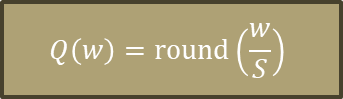 Q(w) = round(w/S)